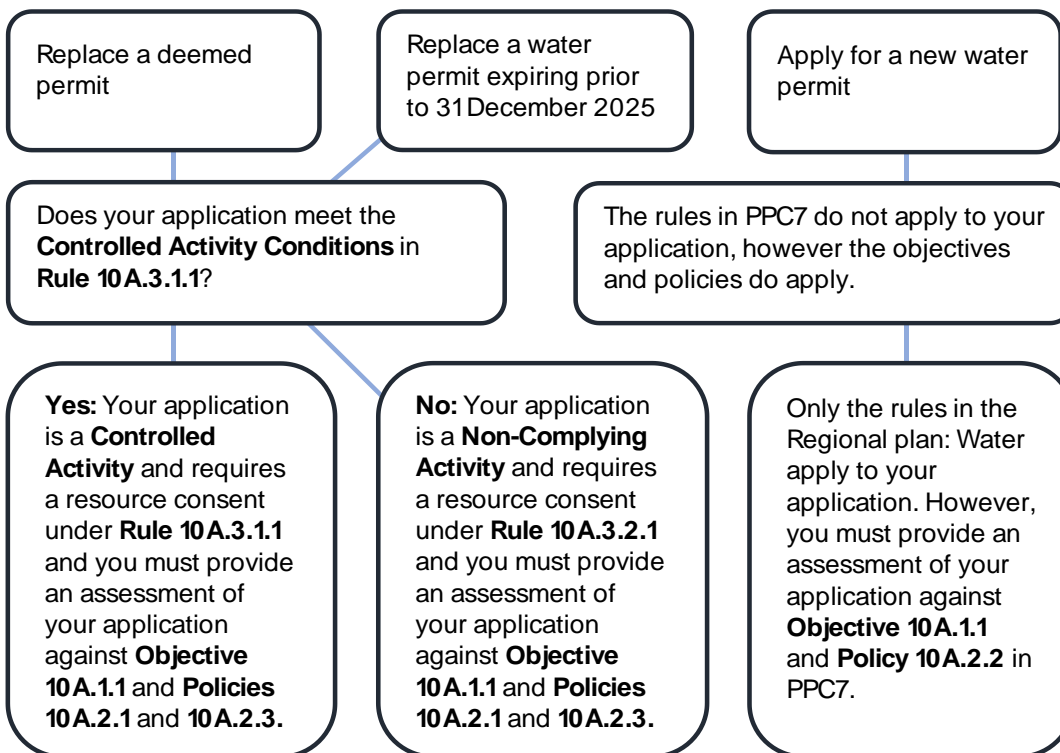 Replace a deemed
permit
Replace a water
permit expiring prior
to 31December 2025
Apply for a new water
permit
Does your application meet the
Controlled Activity Conditions in
Rule 10A.3.1.1?
The rules in PPC7 do not apply to your
application, however the objectives
and policies do apply.
Yes: Your application
is a Controlled
Activity and requires
a resource consent
under Rule 10A.3.1.1
and you must provide
an assessment of
your application
against Objective
10A.1.1 and Policies
10A.2.1 and 10A.2.3.
No: Your application
is a Non-Complying
Activity and requires
a resource consent
under Rule 10A.3.2.1
and you must provide
an assessment of
your application
against Objective
10A.1.1 and Policies
10A.2.1 and 10A.2.3.
Only the rules in the
Regional plan: Water
apply to your
application. However,
you must provide an
assessment of your
application against
Objective 10A.1.1
and Policy 10A.2.2 in
PPC7.